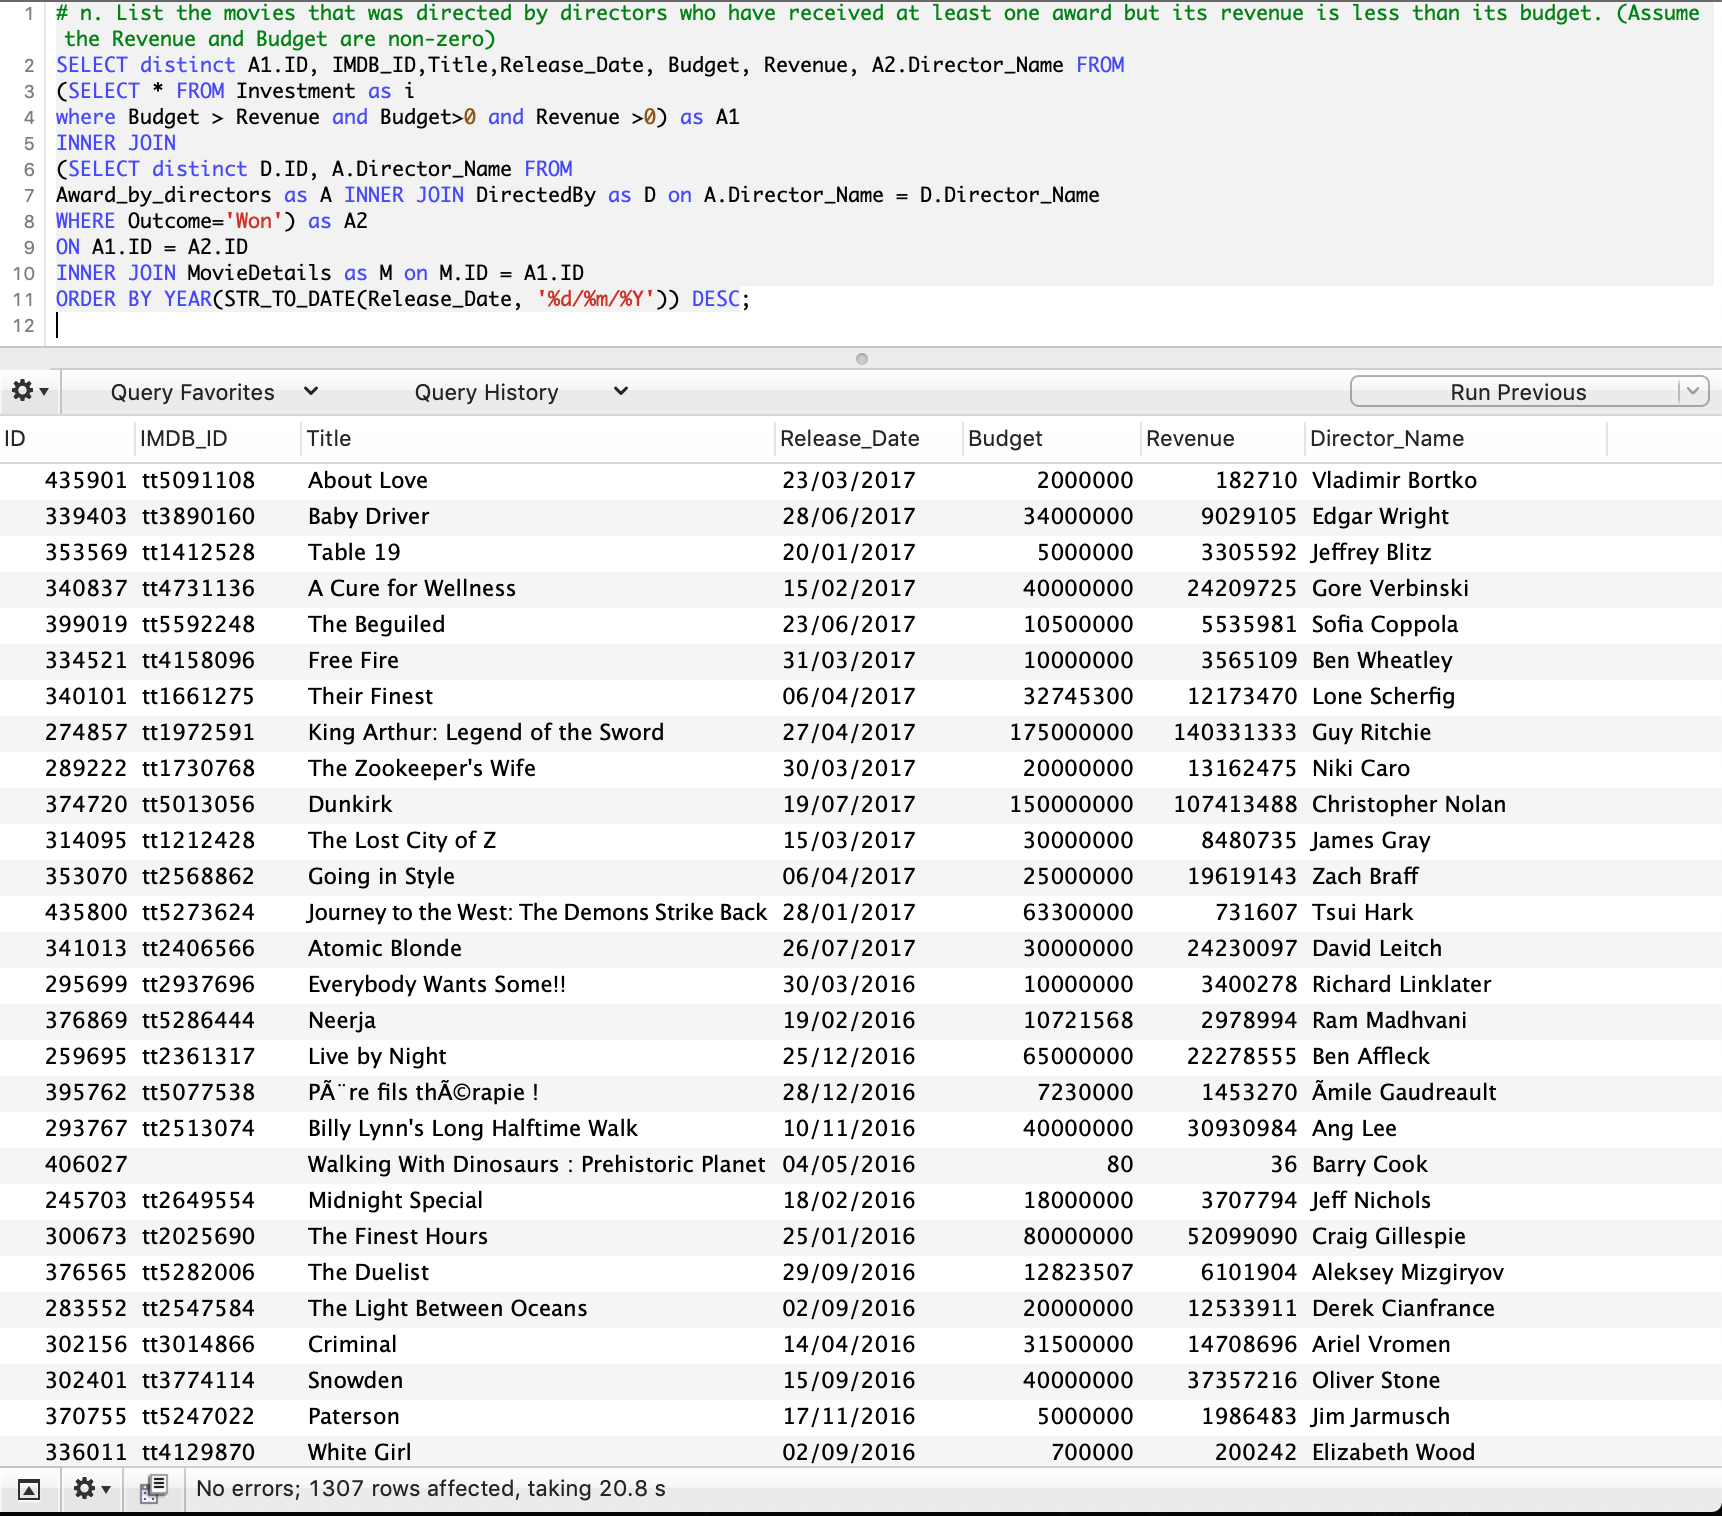 1 # n. List the movies that was directed by directors who have received at least one award but its revenue is less than its budget. (Assume
the Revenue and Budget are non-zero)
2 SELECT distinct A1.ID, IMDB_ID,Title,Release_Date, Budget, Revenue, A2.Director_Name FROM
3 (SELECT * FROM Investment as i
4 where Budget > Revenue and Budget>0 and Revenue >0) as A1
5 INNER JOIN
6 (SELECT distinct D.ID, A.Director_Name FROM
7 Award_by_directors as A INNER JOIN DirectedBy as D on A.Director_Name = D.Director_Name
8 WHERE Outcome='Won') as A2
9 ON A1.ID = A2.ID
10 INNER JOIN MovieDetails as M on M.ID = A1.ID
11 ORDER BY YEAR(STR_TO_DATE(Release_Date, '%d/%m/%Y')) DESC;
12
Query Favorites Query History Run Previous
ID IMDB_ID Title Release_Date Budget Revenue Director_Name
435901 tt5091108 About Love 23/03/2017 2000000 182710 Vladimir Bortko
339403 tt3890160 Baby Driver 28/06/2017 34000000 9029105 Edgar Wright
353569 tt1412528 Table 19 20/01/2017 5000000 3305592 Jeffrey Blitz
340837 tt4731136 A Cure for Wellness 15/02/2017 40000000 24209725 Gore Verbinski
399019 tt5592248 The Beguiled 23/06/2017 10500000 5535981 Sofia Coppola
334521 tt4158096 Free Fire 31/03/2017 10000000 3565109 Ben Wheatley
340101 tt1661275 Their Finest 06/04/2017 32745300 12173470 Lone Scherfig
274857 tt1972591 King Arthur: Legend of the Sword 27/04/2017 175000000 140331333 Guy Ritchie
289222 tt1730768 The Zookeeper's Wife 30/03/2017 20000000 13162475 Niki Caro
374720 tt5013056 Dunkirk 19/07/2017 150000000 107413488 Christopher Nolan
314095 tt1212428 The Lost City of Z 15/03/2017 30000000 8480735 James Gray
353070 tt2568862 Going in Style 06/04/2017 25000000 19619143 Zach Braff
435800 tt5273624 Journey to the West: The Demons Strike Back 28/01/2017 63300000 731607 Tsui Hark
341013 tt2406566 Atomic Blonde 26/07/2017 30000000 24230097 David Leitch
295699 tt2937696 Everybody Wants Some!! 30/03/2016 10000000 3400278 Richard Linklater
376869 tt5286444 Neerja 19/02/2016 10721568 2978994 Ram Madhvani
259695 tt2361317 Live by Night 25/12/2016 65000000 22278555 Ben Affleck
395762 tt5077538 PÃ¨re fils thÃ©rapie ! 28/12/2016 7230000 1453270 Ãmile Gaudreault
293767 tt2513074 Billy Lynn's Long Halftime Walk 10/11/2016 40000000 30930984 Ang Lee
406027 Walking With Dinosaurs : Prehistoric Planet 04/05/2016 80 36 Barry Cook
245703 tt2649554 Midnight Special 18/02/2016 18000000 3707794 Jeff Nichols
300673 tt2025690 The Finest Hours 25/01/2016 80000000 52099090 Craig Gillespie
376565 tt5282006 The Duelist 29/09/2016 12823507 6101904 Aleksey Mizgiryov
283552 tt2547584 The Light Between Oceans 02/09/2016 20000000 12533911 Derek Cianfrance
302156 tt3014866 Criminal 14/04/2016 31500000 14708696 Ariel Vromen
302401 tt3774114 Snowden 15/09/2016 40000000 37357216 Oliver Stone
370755 tt5247022 Paterson 17/11/2016 5000000 1986483 Jim Jarmusch
336011 tt4129870 White Girl 02/09/2016 700000 200242 Elizabeth Wood
No errors; 1307 rows affected, taking 20.8 s